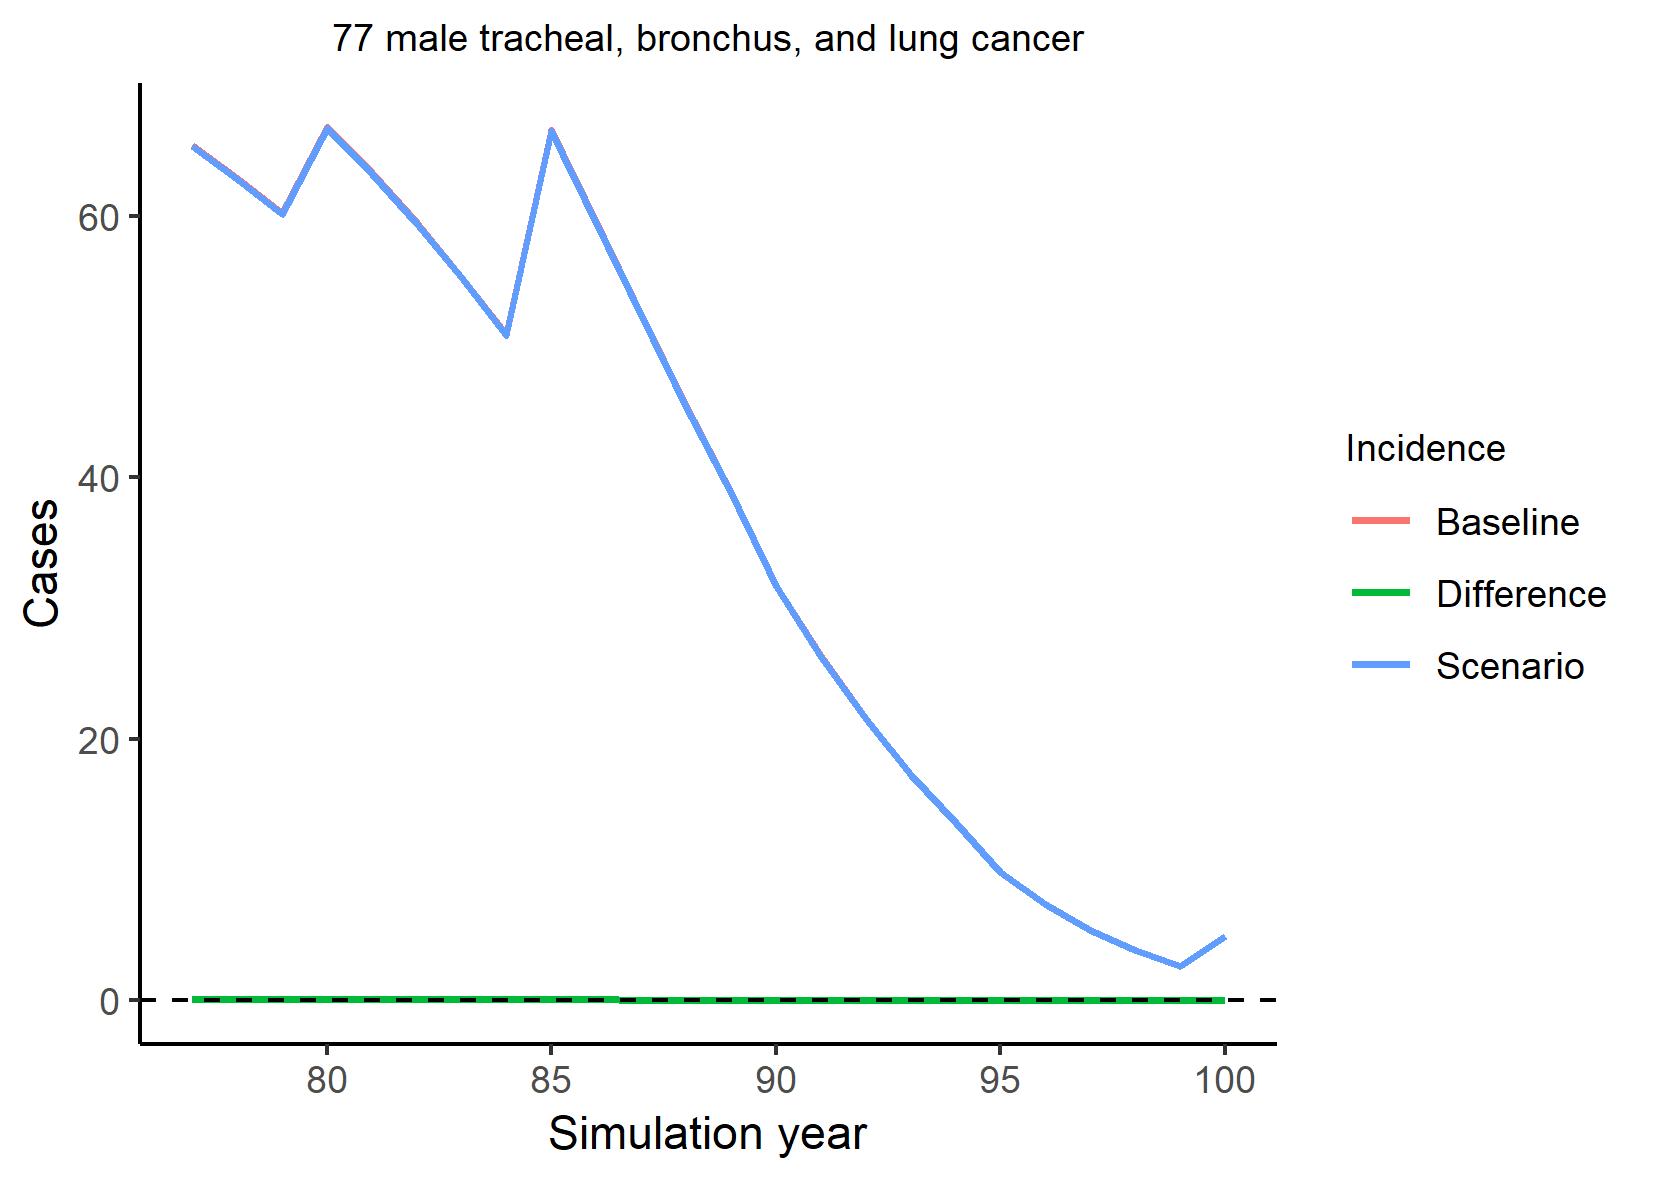 77 male tracheal, bronchus, and lung cancer
Cases
60
40
20
0
80
85
90
95
100
Simulation year
Incidence
Baseline
Difference
Scenario